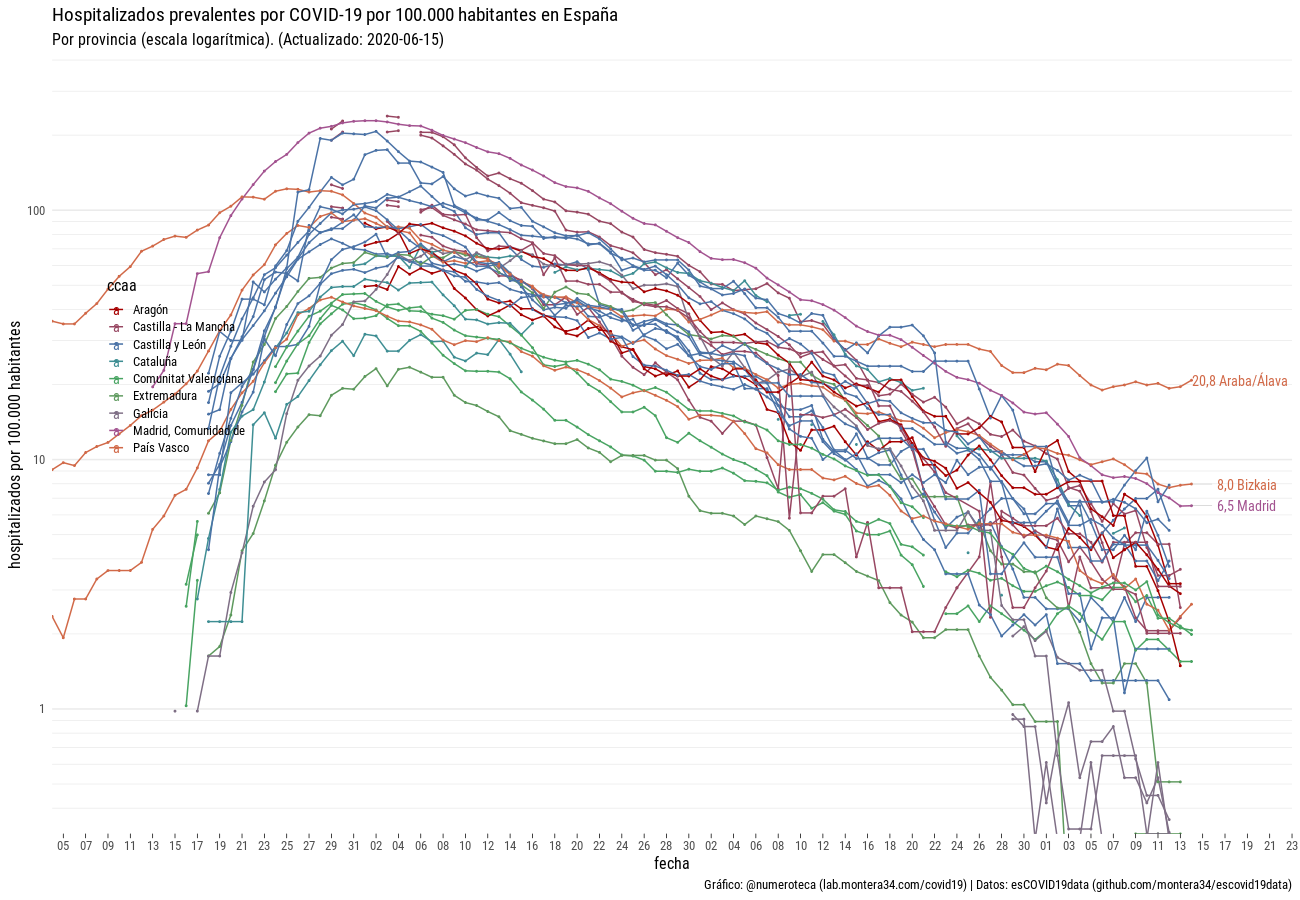 Hospitalizados prevalentes por COVID-19 por 100.000 habitantes en España
Por provincia (escala logarítmica). (Actualizado: 2020-06-15)
hospitalizados por 100.000 habitantes
100
10
1
ccaa
Aragón
Castilla - La Mancha
Castilla y León
Cataluña
Comunitat Valenciana
Extremadura
Galicia
Madrid, Comunidad de
País Vasco
20,8 Araba/Álava
8,0 Bizkaia
6,5 Madrid
05 07 09 11 13 15 17 19 21 23 25 27 29 31 02 04 06 08 10 12 14 16 18 20 22 24 26 28 30 02 04 06 08 10 12 14 16 18 20 22 24 26 28 30 01 03 05 07 09 11 13 15 17 19 21 23
fecha
Gráfico: @numeroteca (lab.montera34.com/covid19) | Datos: esCOVID19data (github.com/montera34/escovid19data)